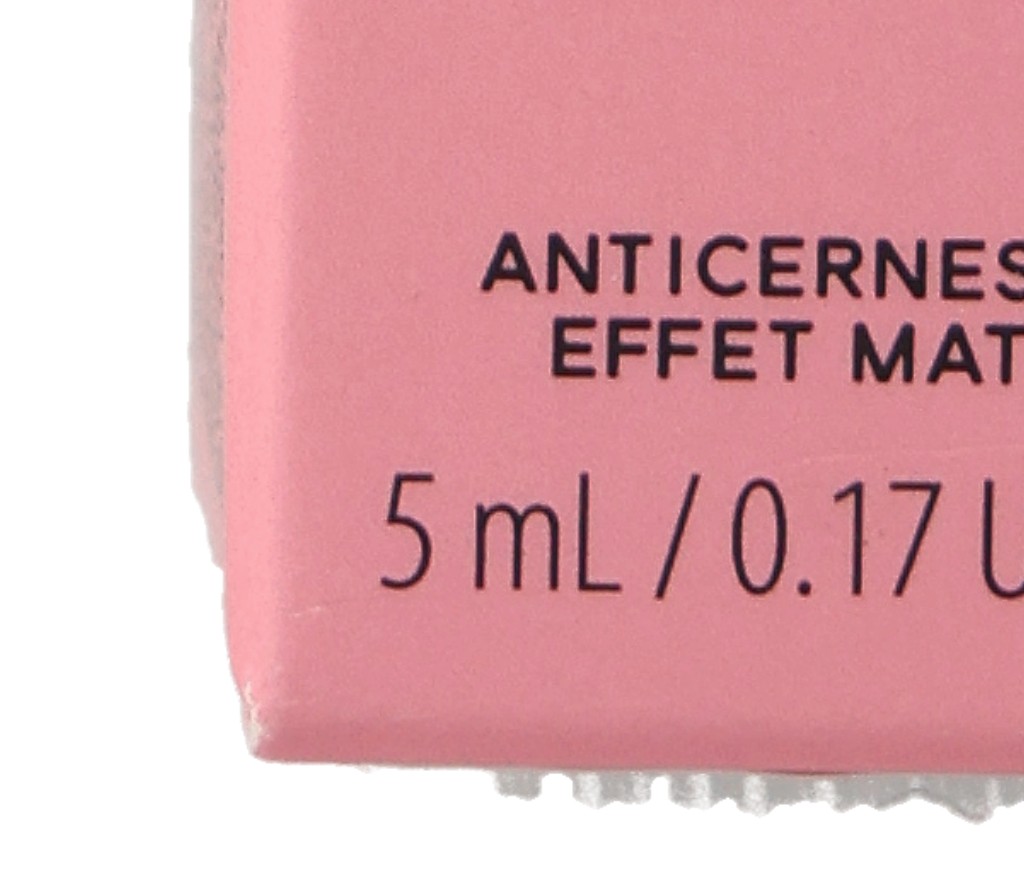 ANTICERNES
EFFET MAT
5 mL / 0.17 U